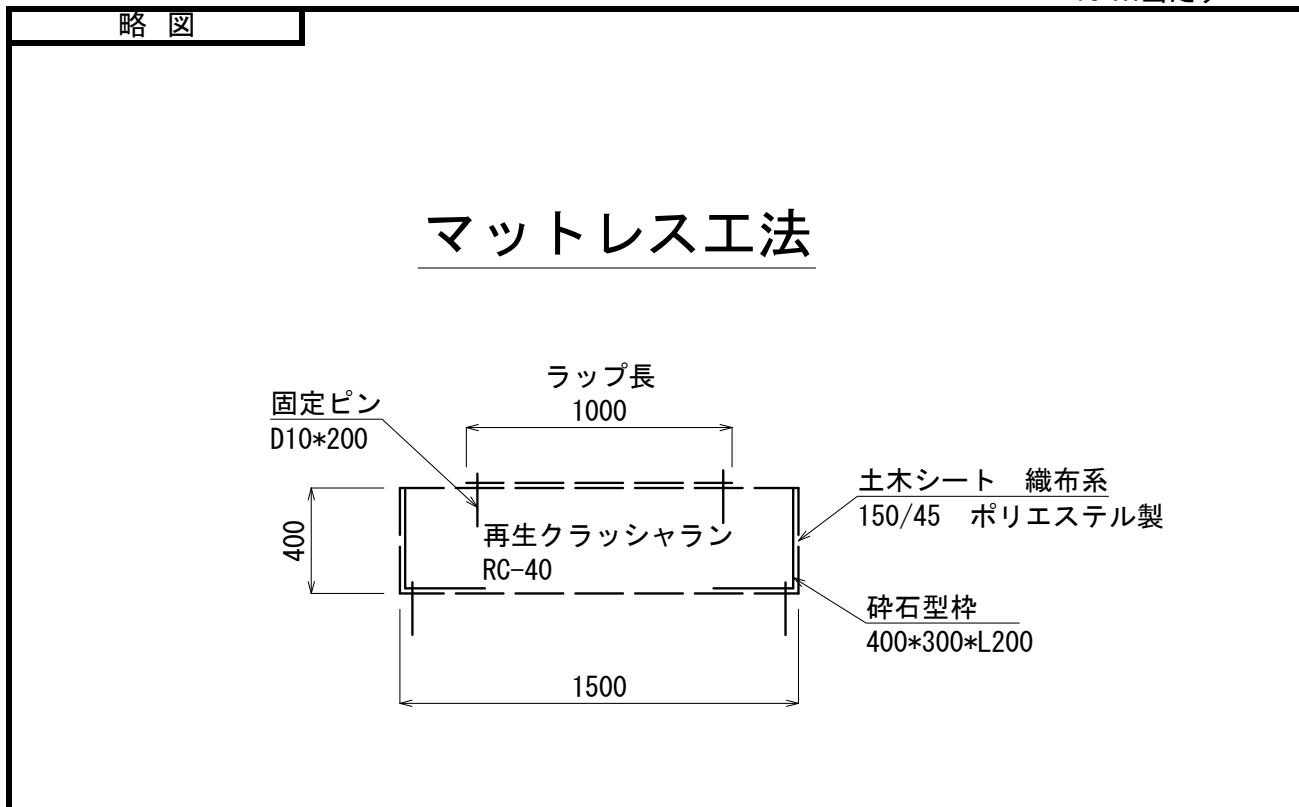 略図
マットレス工法
ラップ長
1000
固定ピン
D10*200
土木シート 織布系
150/45 ポリエステル製
400
再生クラッシャラン
RC-40
砕石型枠
400*300*L200
1500